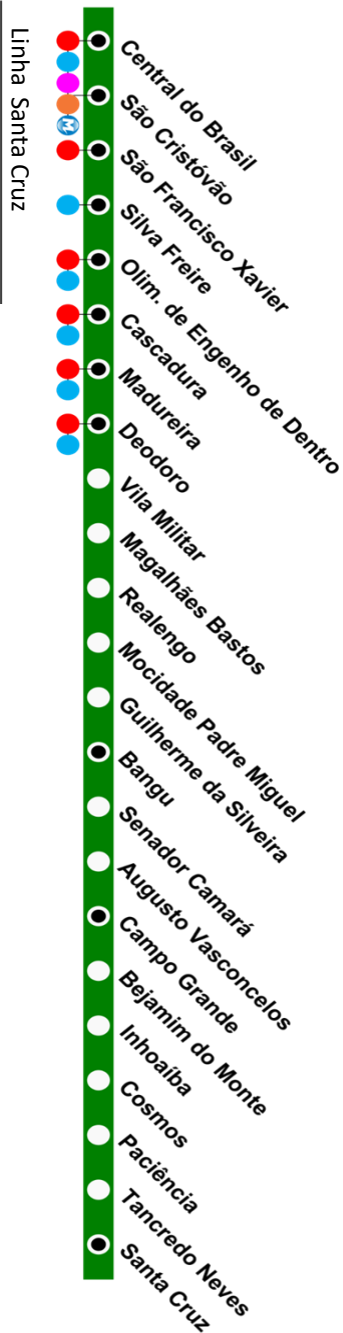 Linha Santa Cruz
Central do Brasil
São Cristóvão
São Francisco Xavier
Silva Freire
Olim. de Engenho de Dentro
Cascadura
Madureira
Deodoro
Vila Militar
Magalhães Bastos
Realengo
Mocidade Padre Miguel
Guilherme da Silveira
Bangu
Senador Camará
Augusto Vasconcelos
Campo Grande
Bejamim do Monte
Inhoaíba
Cosmos
Paciência
Tancredo Neves
Santa Cruz